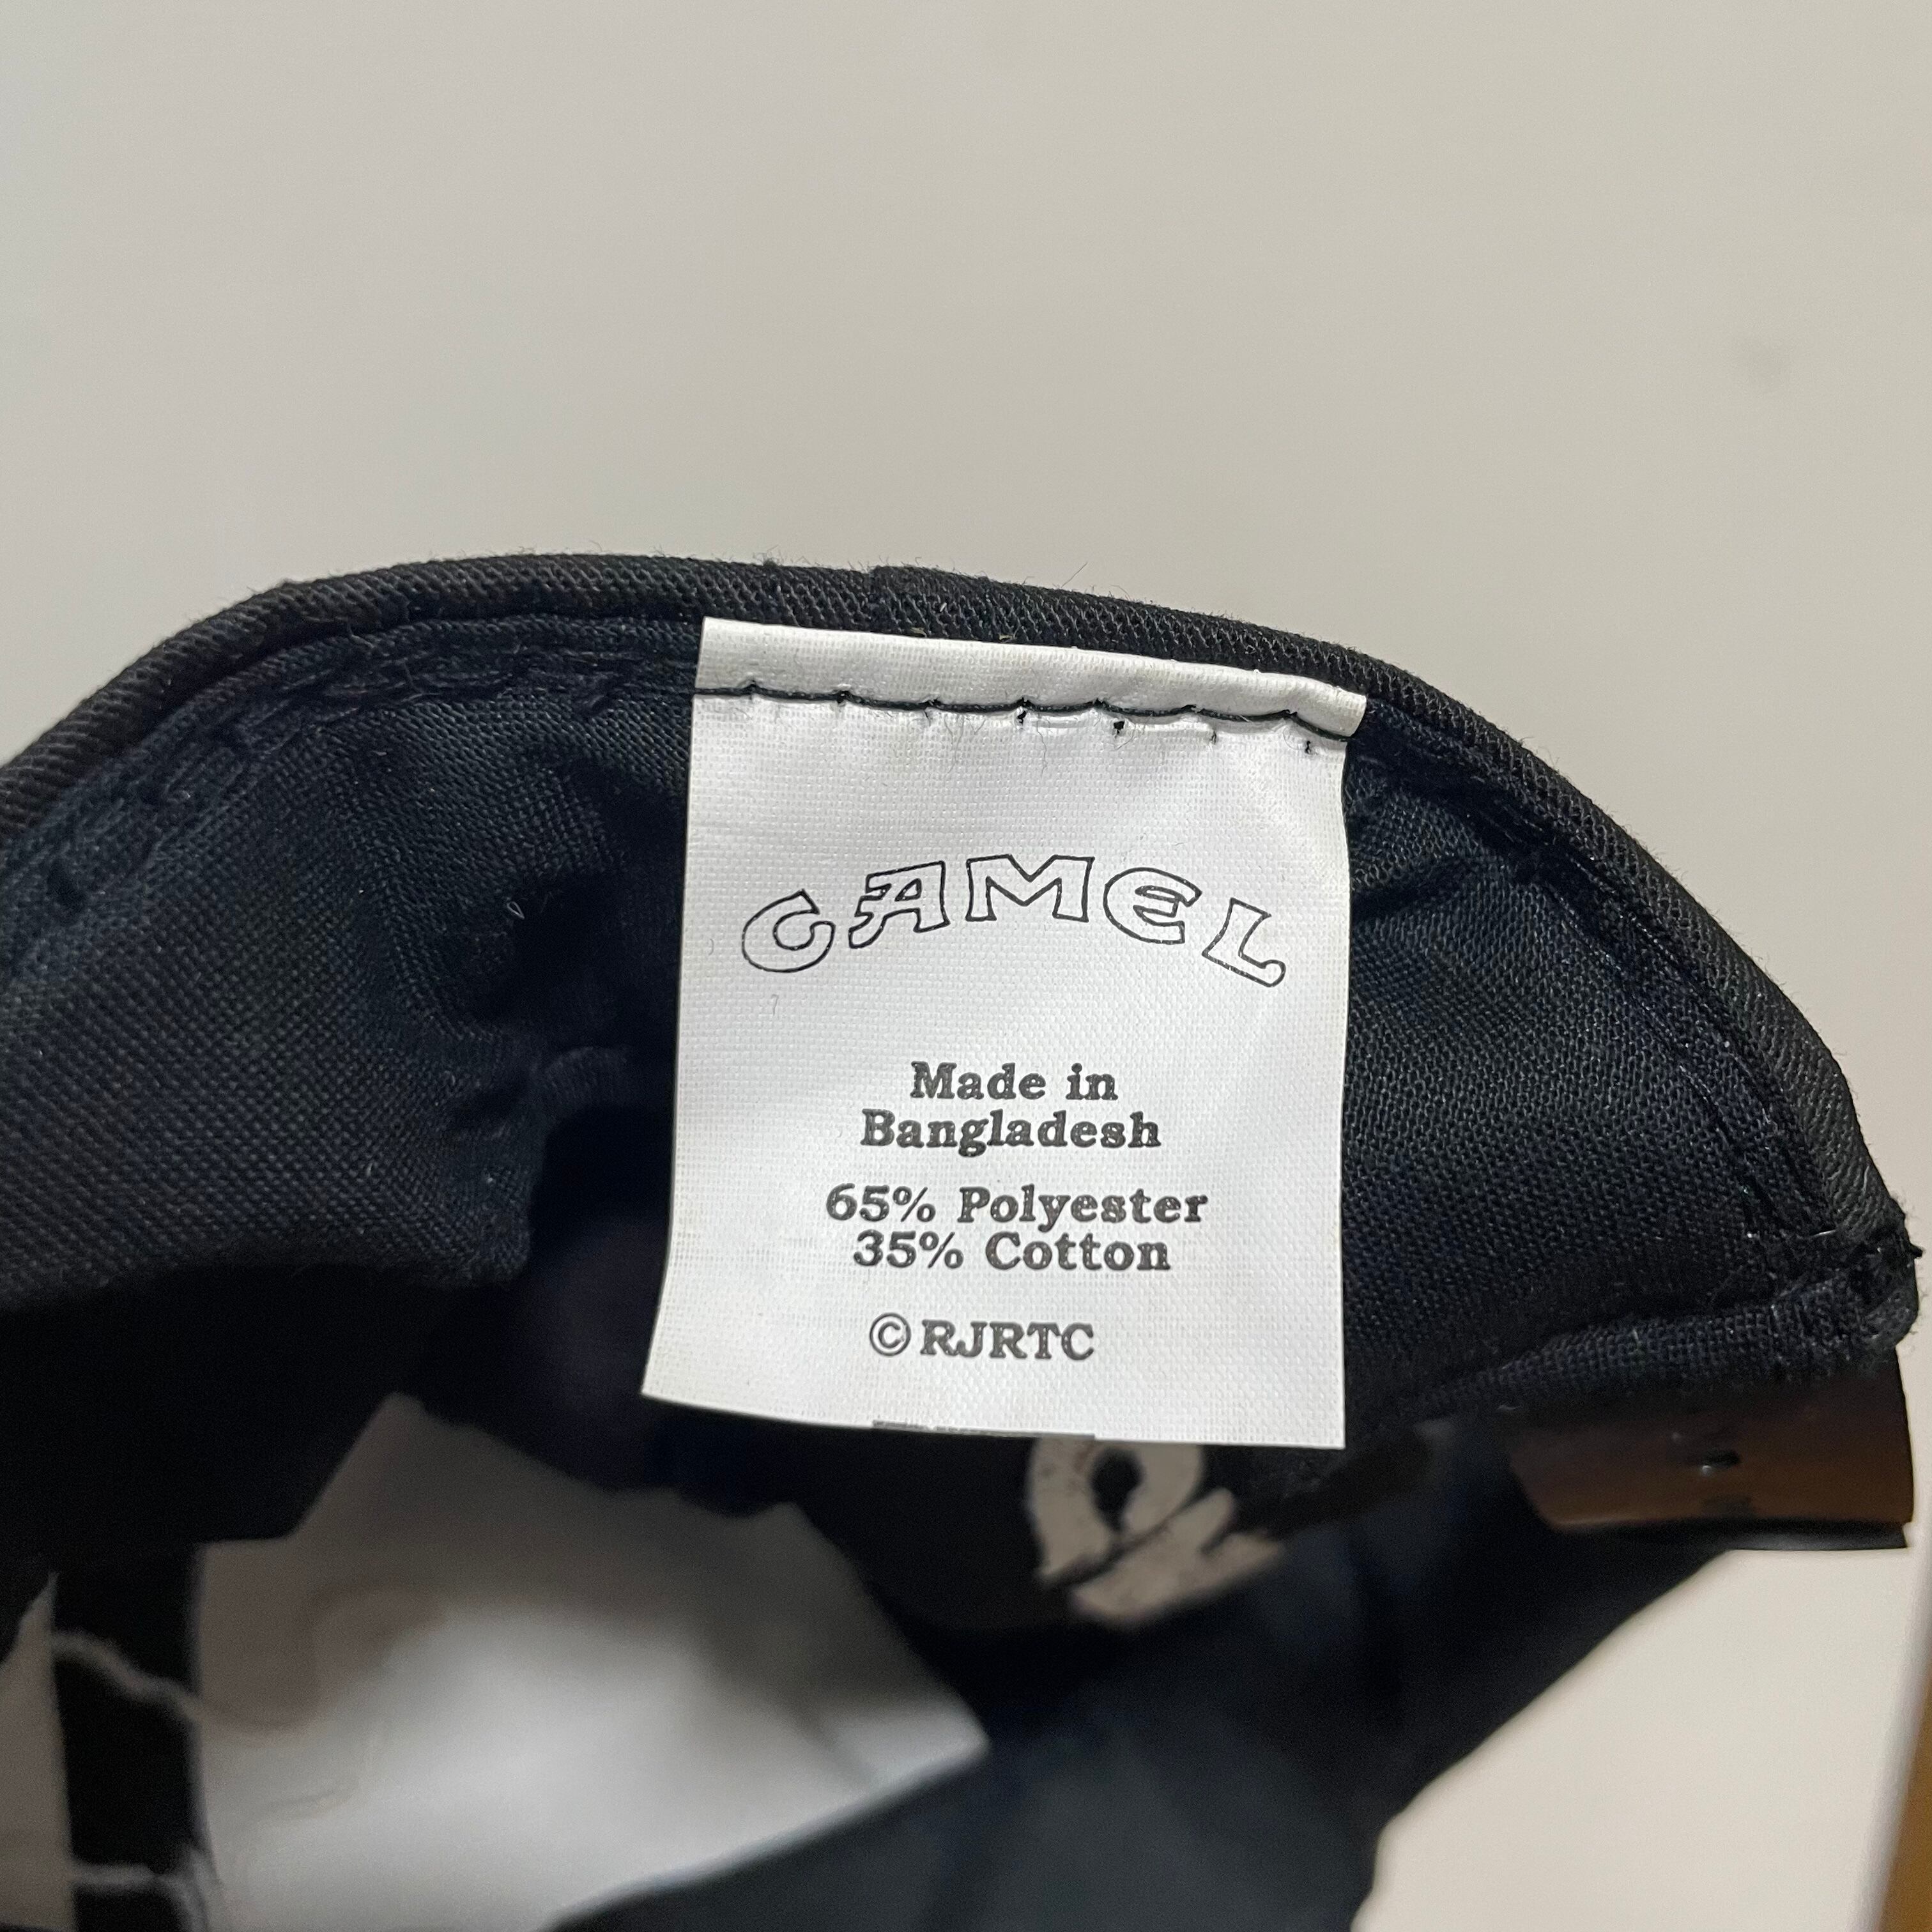 CAMEL
Made in
Bangladesh
65% Polyester
35% Cotton
©RJRTC